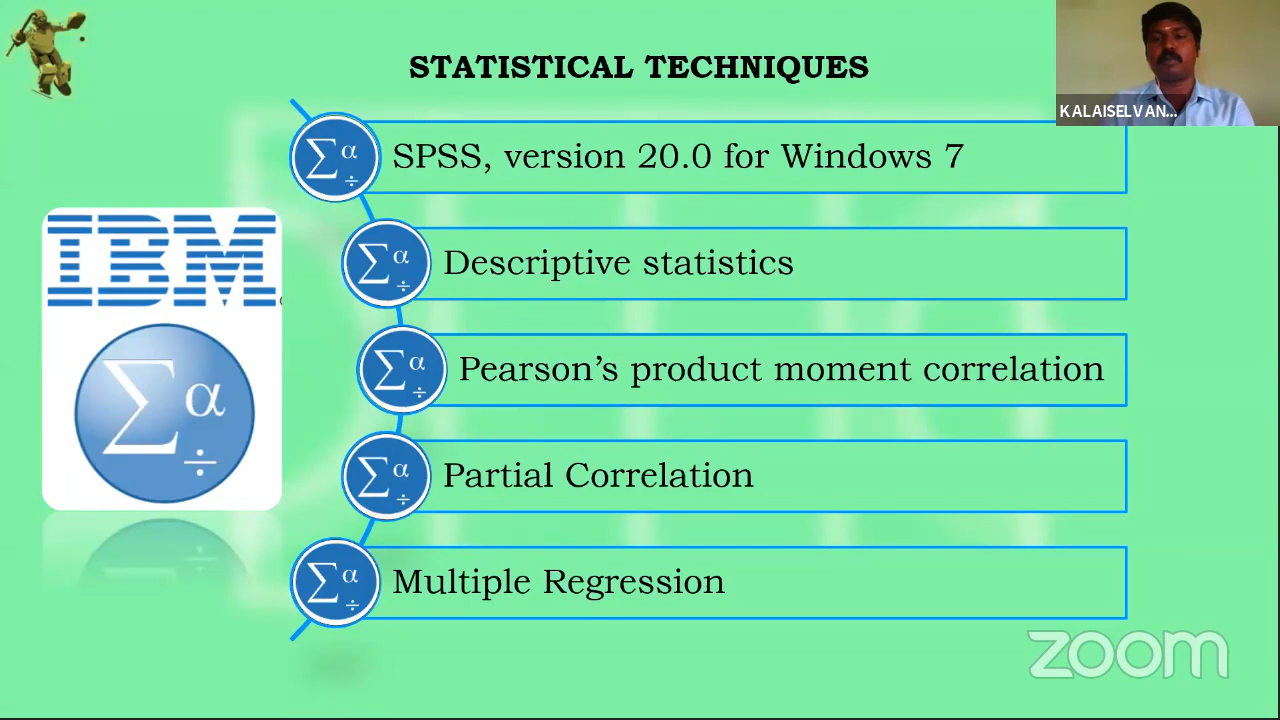 STATISTICAL TECHNIQUES
KALAISELVAN...
Σ α ÷ SPSS, version 20.0 for Windows 7
IBM
Σ α ÷ Descriptive statistics
Σ α ÷ Pearson's product moment correlation
Σ α ÷
Σ α ÷ Partial Correlation
Σ α ÷ Multiple Regression
zoom